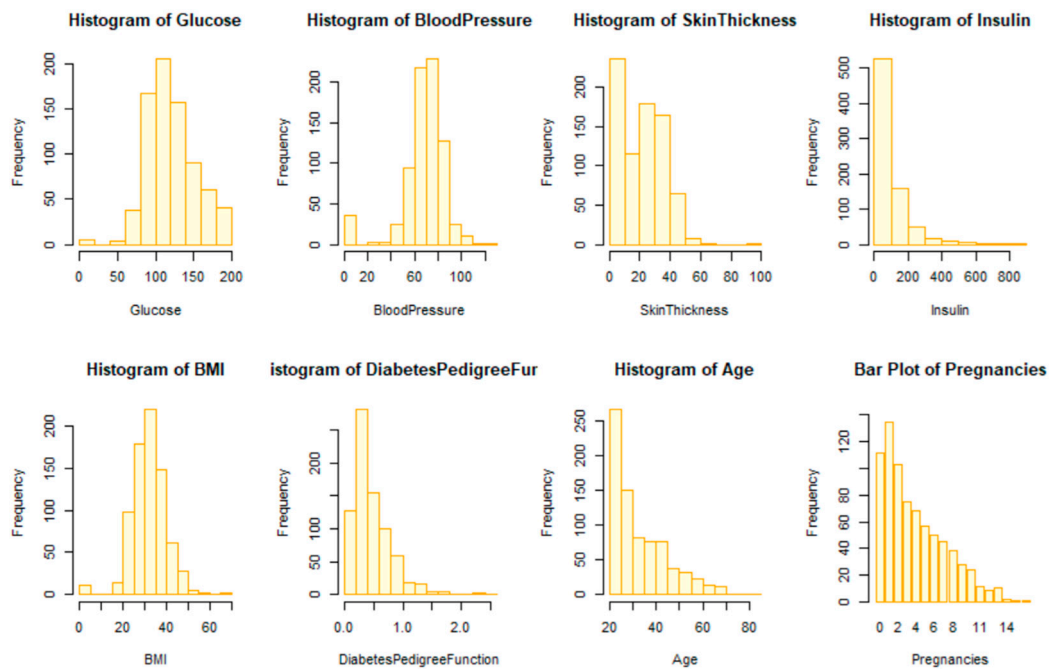 Histogram of Glucose
Histogram of BloodPressure
Histogram of SkinThickness
Histogram of Insulin
Frequency
0 50 100 150 200
0 50 100 150 200
Glucose
Frequency
0 50 100 150 200
0 20 60 100
BloodPressure
Frequency
0 50 100 150 200
0 20 40 60 80 100
SkinThickness
Frequency
0 100 200 300 400 500
0 200 400 600 800
Insulin
Histogram of BMI
istogram of DiabetesPedigreeFur
Histogram of Age
Bar Plot of Pregnancies
Frequency
0 50 100 150 200
0 20 40 60
BMI
Frequency
0 50 100 150 200
0.0 1.0 2.0
DiabetesPedigreeFunction
Frequency
0 50 100 150 200 250
20 40 60 80
Age
Frequency
0 20 40 60 80 120
0 2 4 6 8 11 14
Pregnancies